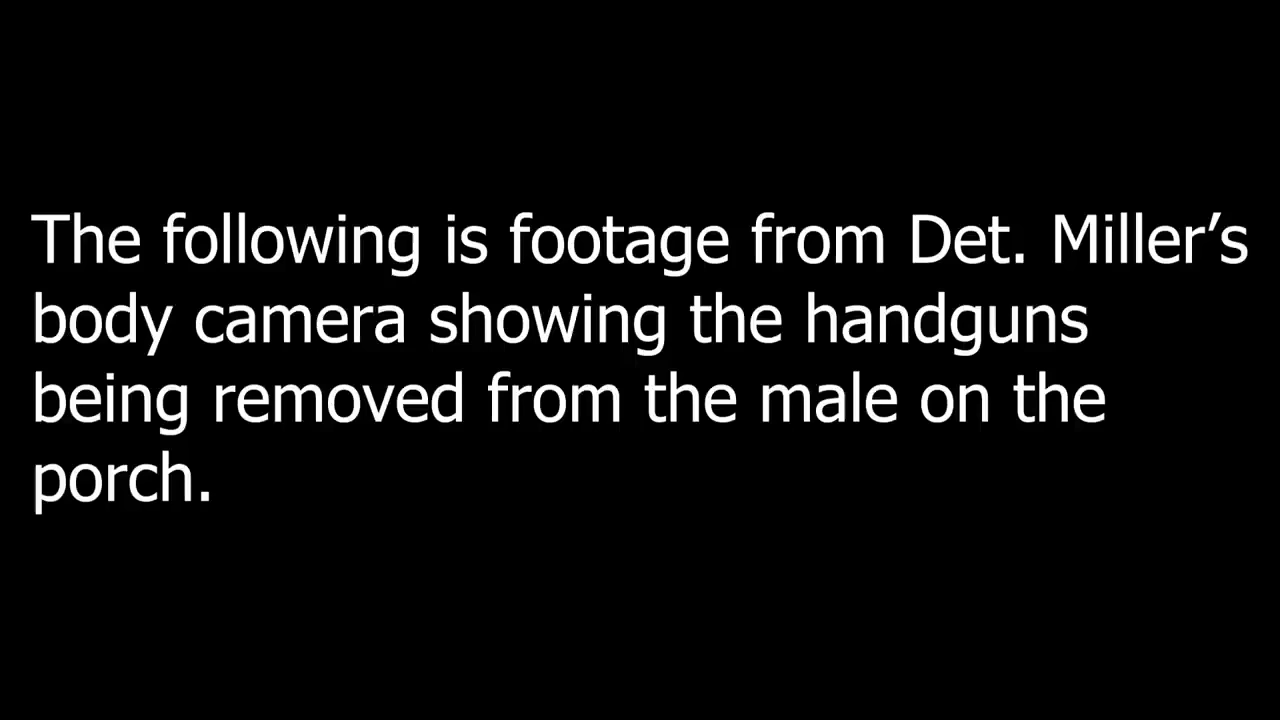 The following is footage from Det. Miller’s
body camera showing the handguns
being removed from the male on the
porch.